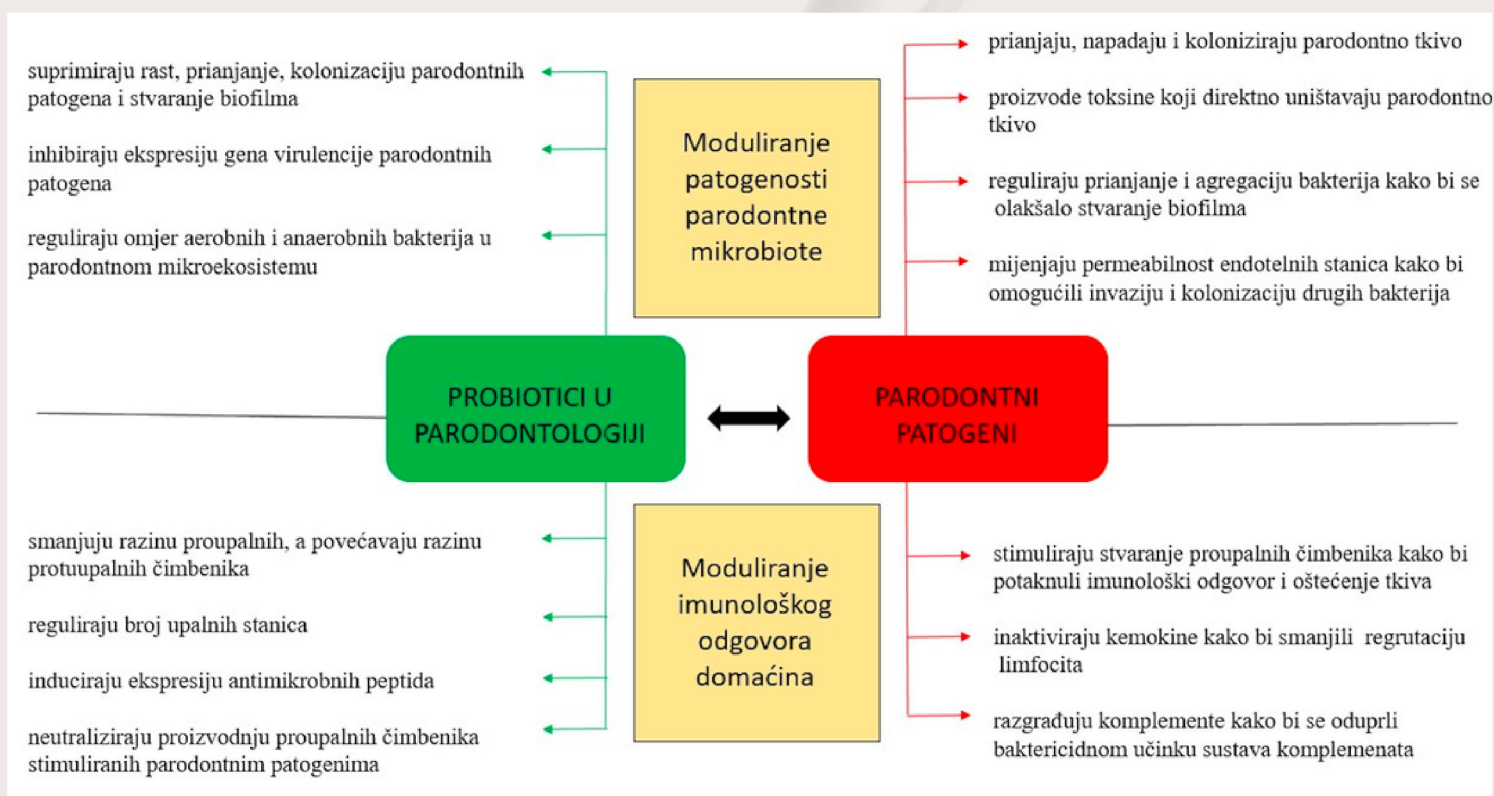 suprimiraju rast, prianjanje, kolonizaciju parodontnih
patogena i stvaranje biofilma
inhibiraju ekspresiju gena virulencije parodontnih
patogena
reguliraju omjer aerobnih i anaerobnih bakterija u
parodontnom mikroekosistemu
Moduliranje
patogenosti
parodontne
mikrobiote
prianjaju, napadaju i koloniziraju parodontno tkivo
proizvode toksine koji direktno uništavaju parodontno
tkivo
reguliraju prianjanje i agregaciju bakterija kako bi se
olakšalo stvaranje biofilma
mijenjaju permeabilnost endotelnih stanica kako bi
omogućili invaziju i kolonizaciju drugih bakterija
PROBIOTICI U
PARODONTOLOGIJI
PARODONTNI
PATOGENI
smanjuju razinu proupalnih, a povećavaju razinu
protuupalnih čimbenika
reguliraju broj upalnih stanica
induciraju ekspresiju antimikrobnih peptida
neutraliziraju proizvodnju proupalnih čimbenika
stimuliranih parodontnim patogenima
Moduliranje
imunološkog
odgovora
domaćina
stimuliraju stvaranje proupalnih čimbenika kako bi
potaknuli imunološki odgovor i oštećenje tkiva
inaktiviraju kemokine kako bi smanjili regrutaciju
limfocita
razgrađuju komplemente kako bi se oduprli
baktericidnom učinku sustava komplemenata